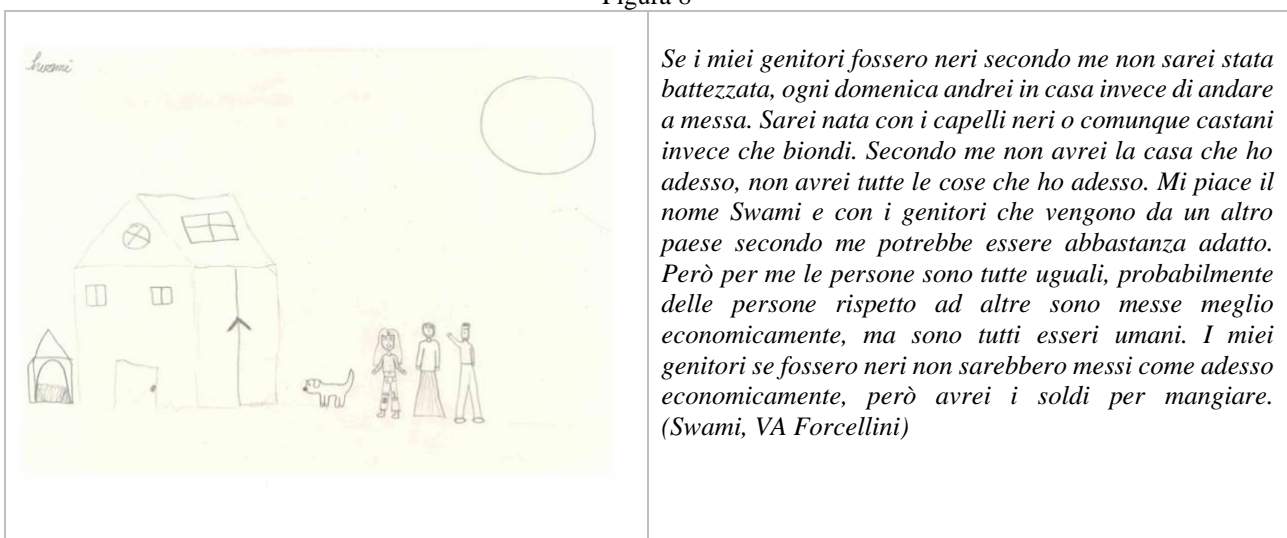 Figura 8
Swami
Se i miei genitori fossero neri secondo me non sarei stata
battezzata, ogni domenica andrei in casa invece di andare
a messa. Sarei nata con i capelli neri o comunque castani
invece che biondi. Secondo me non avrei la casa che ho
adesso, non avrei tutte le cose che ho adesso. Mi piace il
nome Swami e con i genitori che vengono da un altro
paese secondo me potrebbe essere abbastanza adatto.
Però per me le persone sono tutte uguali, probabilmente
delle persone rispetto ad altre sono messe meglio
economicamente, ma sono tutti esseri umani. I miei
genitori se fossero neri non sarebbero messi come adesso
economicamente, però avrei i soldi per mangiare.
(Swami, VA Forcellini)